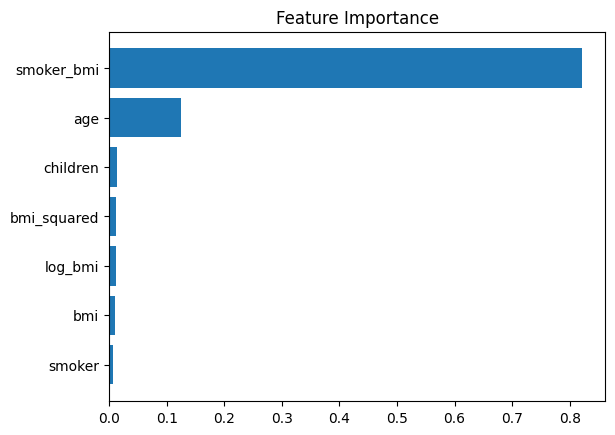 Feature Importance
smoker_bmi
age
children
bmi_squared
log_bmi
bmi
smoker
0.0 0.1 0.2 0.3 0.4 0.5 0.6 0.7 0.8